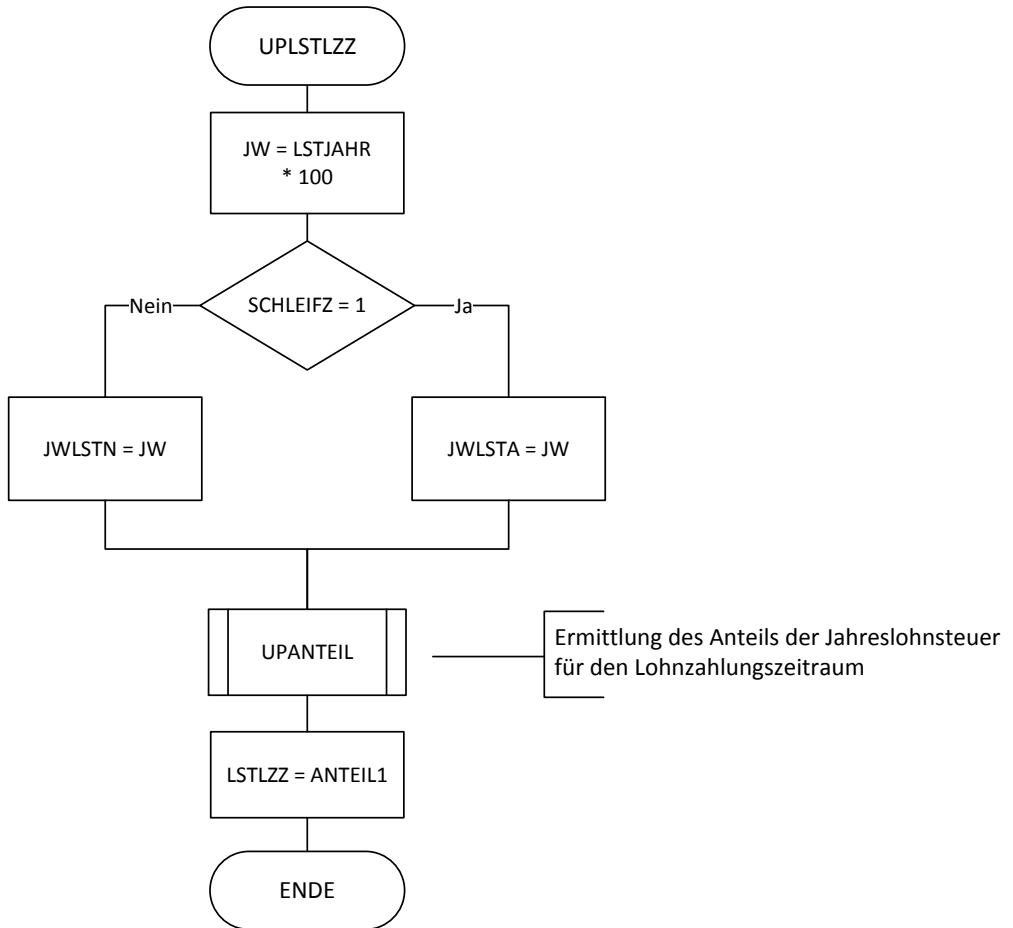 UPLSTLZZ
JW = LSTJAHR
* 100
SCHLEIFZ = 1
Nein
Ja
JWLSTN = JW
JWLSTA = JW
UPANTEIL
Ermittlung des Anteils der Jahreslohnsteuer
für den Lohnzahlungszeitraum
LSTLZZ = ANTEIL1
ENDE